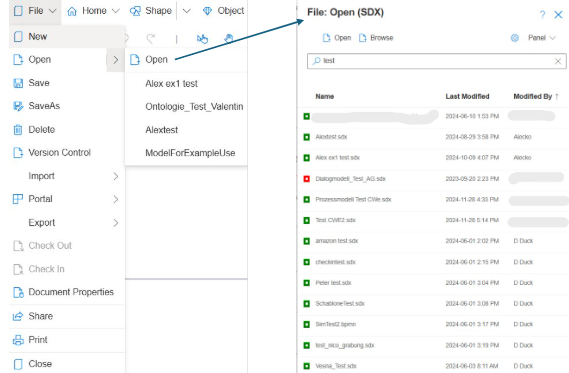 File Home Shape Object
New
Open
Save
SaveAs
Delete
Version Control
Import
Portal
Export
Check Out
Check In
Document Properties
Share
Print
Close
Open
Alex ex1 test
Ontologie_Test_Valentin
Alextest
ModelForExampleUse
File: Open (SDX)
Open Browse Panel
test
Name Last Modified Modified By
2024-06-10 1:03 PM
Alextest.sdx 2024-08-29 3:58 PM Alecko
Alex ex1 test.sdx 2024-10-09 4:07 PM Alecko
Dialogmodell_Test_AG.sdx 2023-09-20 2:23 PM
Prozessmodell Test CWe.sdx 2024-11-26 4:33 PM
Test CWE2.sdx 2024-11-26 5:14 PM
amazon test.sdx 2024-06-01 2:02 PM D Duck
checkintest.sdx 2024-06-01 2:15 PM D Duck
Peter test.sdx 2024-06-01 3:04 PM D Duck
SchabloneTest.sdx 2024-06-01 3:08 PM D Duck
SimTest2.bpmn 2024-06-01 3:17 PM D Duck
test_nico_grabung.sdx 2024-06-01 3:19 PM D Duck
Vesna_Test.sdx 2024-06-03 8:11 AM D Duck